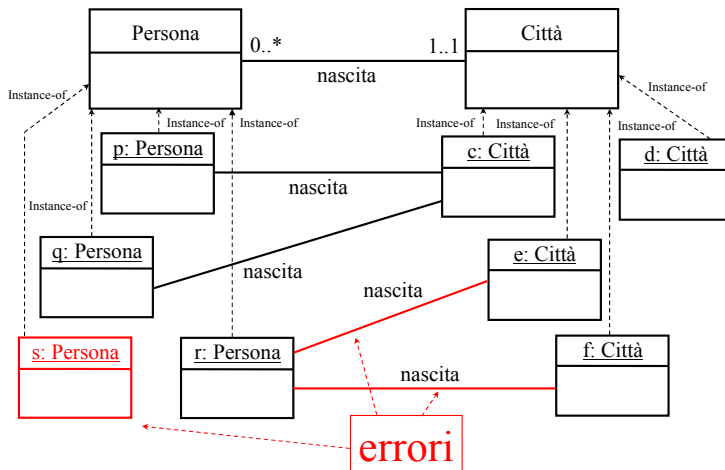 Persona
Città
0..*
1..1
nascita
Instance-of
Instance-of
Instance-of
Instance-of
Instance-of
Instance-of
Instance-of
p: Persona
c: Città
d: Città
nascita
Instance-of
q: Persona
e: Città
nascita
nascita
s: Persona
r: Persona
f: Città
nascita
errori